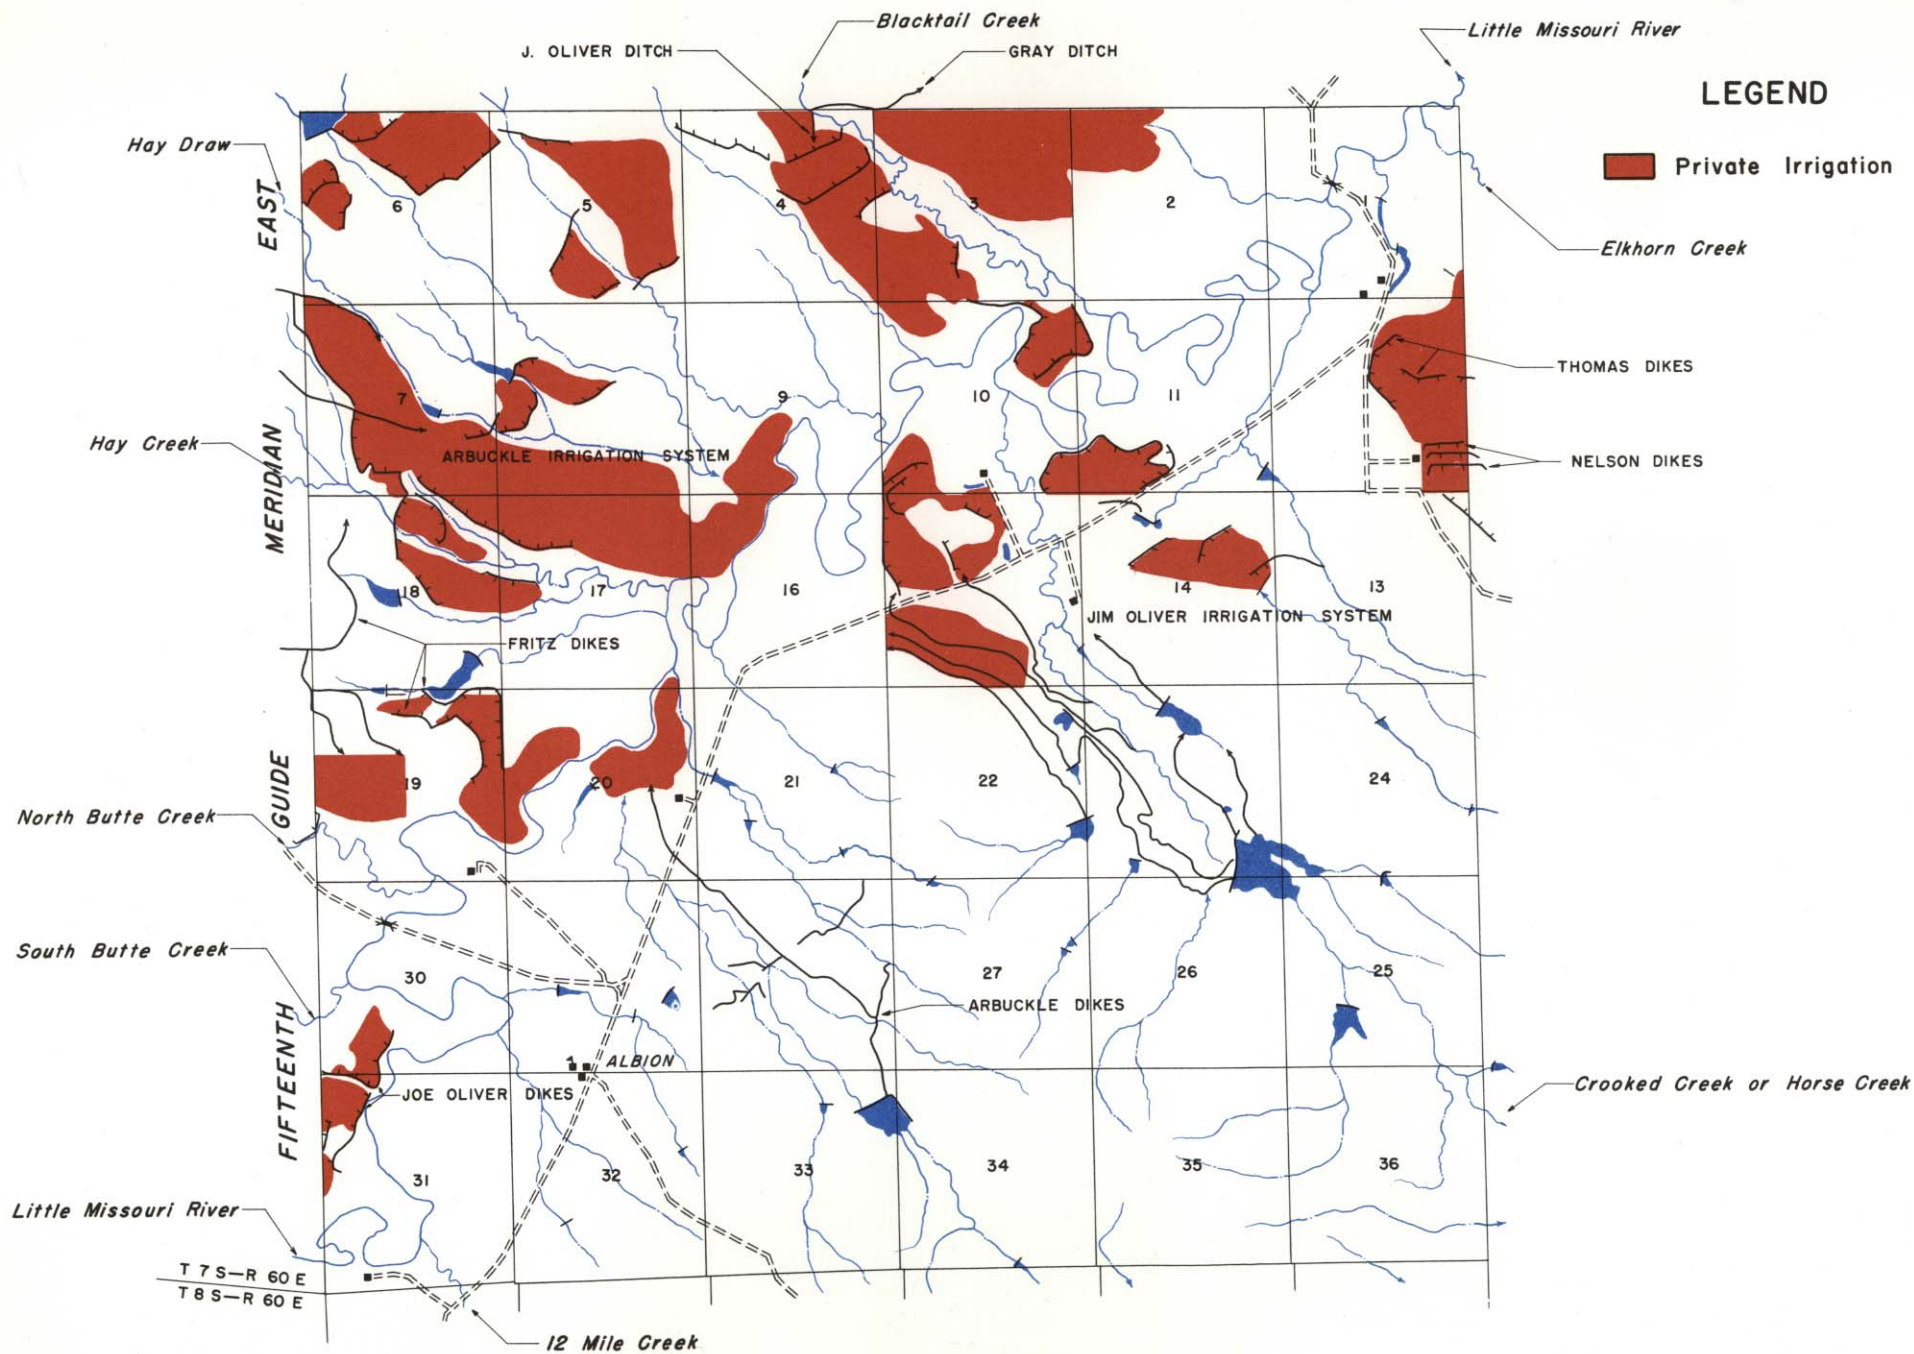 Blacktail Creek
Little Missouri River
J. OLIVER DITCH
GRAY DITCH
LEGEND
Private Irrigation
Hay Draw
EAST
6
5
4
3
2
1
Elkhorn Creek
THOMAS DIKES
7
9
10
11
Hay Creek
MERIDIAN
ARBUCKLE IRRIGATION SYSTEM
NELSON DIKES
18
17
16
14
13
JIM OLIVER IRRIGATION SYSTEM
FRITZ DIKES
GUIDE
19
20
21
22
24
North Butte Creek
South Butte Creek
30
27
26
25
ARBUCKLE DIKES
FIFTEENTH
ALBION
JOE OLIVER DIKES
Crooked Creek or Horse Creek
31
32
33
34
35
36
Little Missouri River
T 7 S—R 60 E
T 8 S—R 60 E
12 Mile Creek